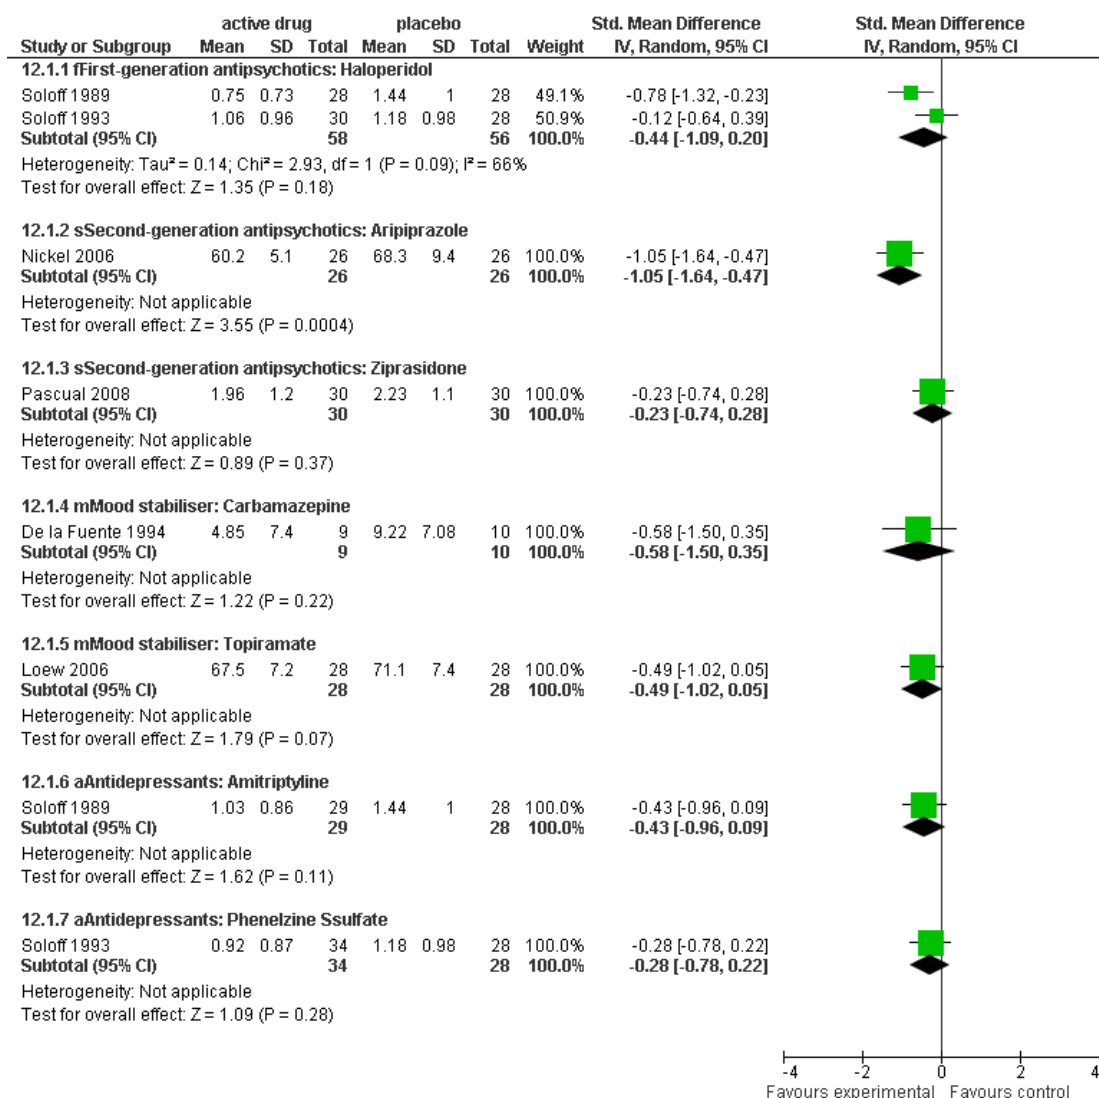 active drug placebo Std. Mean Difference Std. Mean Difference
Study or Subgroup Mean SD Total Mean SD Total Weight IV, Random, 95% CI IV, Random, 95% CI
12.1.1 fFirst-generation antipsychotics: Haloperidol
Soloff 1989 0.75 0.73 28 1.44 1 28 49.1% -0.78 [-1.32, -0.23]
Soloff 1993 1.06 0.96 30 1.18 0.98 28 50.9% -0.12 [-0.64, 0.39]
Subtotal (95% CI) 58 56 100.0% -0.44 [-1.09, 0.20]
Heterogeneity: Tau² = 0.14; Chi² = 2.93, df = 1 (P = 0.09); I² = 66%
Test for overall effect: Z = 1.35 (P = 0.18)
12.1.2 sSecond-generation antipsychotics: Aripiprazole
Nickel 2006 60.2 5.1 26 68.3 9.4 26 100.0% -1.05 [-1.64, -0.47]
Subtotal (95% CI) 26 26 100.0% -1.05 [-1.64, -0.47]
Heterogeneity: Not applicable
Test for overall effect: Z = 3.55 (P = 0.0004)
12.1.3 sSecond-generation antipsychotics: Ziprasidone
Pascual 2008 1.96 1.2 30 2.23 1.1 30 100.0% -0.23 [-0.74, 0.28]
Subtotal (95% CI) 30 30 100.0% -0.23 [-0.74, 0.28]
Heterogeneity: Not applicable
Test for overall effect: Z = 0.89 (P = 0.37)
12.1.4 mMood stabiliser: Carbamazepine
De la Fuente 1994 4.85 7.4 9 9.22 7.08 10 100.0% -0.58 [-1.50, 0.35]
Subtotal (95% CI) 9 10 100.0% -0.58 [-1.50, 0.35]
Heterogeneity: Not applicable
Test for overall effect: Z = 1.22 (P = 0.22)
12.1.5 mMood stabiliser: Topiramate
Loew 2006 67.5 7.2 28 71.1 7.4 28 100.0% -0.49 [-1.02, 0.05]
Subtotal (95% CI) 28 28 100.0% -0.49 [-1.02, 0.05]
Heterogeneity: Not applicable
Test for overall effect: Z = 1.79 (P = 0.07)
12.1.6 aAntidepressants: Amitriptyline
Soloff 1989 1.03 0.86 29 1.44 1 28 100.0% -0.43 [-0.96, 0.09]
Subtotal (95% CI) 29 28 100.0% -0.43 [-0.96, 0.09]
Heterogeneity: Not applicable
Test for overall effect: Z = 1.62 (P = 0.11)
12.1.7 aAntidepressants: Phenelzine Ssulfate
Soloff 1993 0.92 0.87 34 1.18 0.98 28 100.0% -0.28 [-0.78, 0.22]
Subtotal (95% CI) 34 28 100.0% -0.28 [-0.78, 0.22]
Heterogeneity: Not applicable
Test for overall effect: Z = 1.09 (P = 0.28)
-4 -2 0 2 4
Favours experimental Favours control